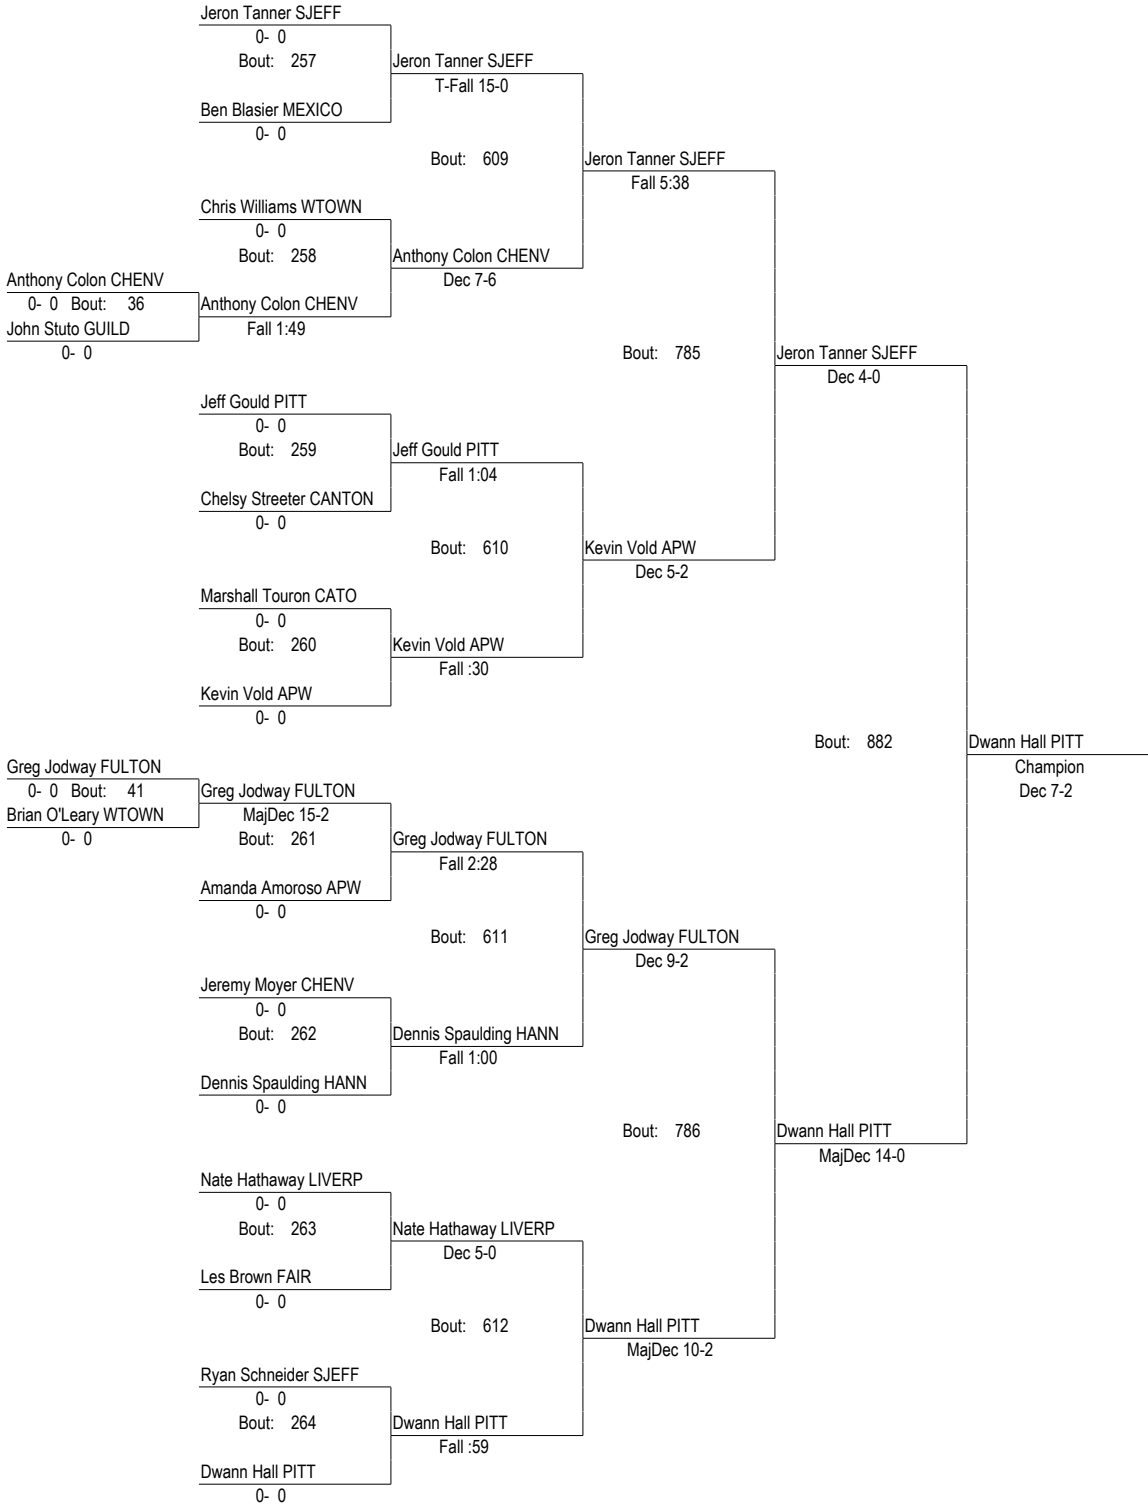 Jeron Tanner SJEFF
0- 0
Bout: 257
Jeron Tanner SJEFF
T-Fall 15-0
Ben Blasier MEXICO
0- 0
Bout: 609
Jeron Tanner SJEFF
Fall 5:38
Chris Williams WTOWN
0- 0
Bout: 258
Anthony Colon CHENV
Dec 7-6
Anthony Colon CHENV
0- 0 Bout: 36
Anthony Colon CHENV
Fall 1:49
John Stuto GUILD
0- 0
Bout: 785
Jeron Tanner SJEFF
Dec 4-0
Jeff Gould PITT
0- 0
Bout: 259
Jeff Gould PITT
Fall 1:04
Chelsy Streeter CANTON
0- 0
Bout: 610
Kevin Vold APW
Dec 5-2
Marshall Touron CATO
0- 0
Bout: 260
Kevin Vold APW
Fall :30
Kevin Vold APW
0- 0
Bout: 882
Dwann Hall PITT
Champion
Dec 7-2
Greg Jodway FULTON
0- 0 Bout: 41
Greg Jodway FULTON
MajDec 15-2
Brian O'Leary WTOWN
0- 0
Bout: 261
Greg Jodway FULTON
Fall 2:28
Amanda Amoroso APW
0- 0
Bout: 611
Greg Jodway FULTON
Dec 9-2
Jeremy Moyer CHENV
0- 0
Bout: 262
Dennis Spaulding HANN
Fall 1:00
Dennis Spaulding HANN
0- 0
Bout: 786
Dwann Hall PITT
MajDec 14-0
Nate Hathaway LIVERP
0- 0
Bout: 263
Nate Hathaway LIVERP
Dec 5-0
Les Brown FAIR
0- 0
Bout: 612
Dwann Hall PITT
MajDec 10-2
Ryan Schneider SJEFF
0- 0
Bout: 264
Dwann Hall PITT
Fall :59
Dwann Hall PITT
0- 0